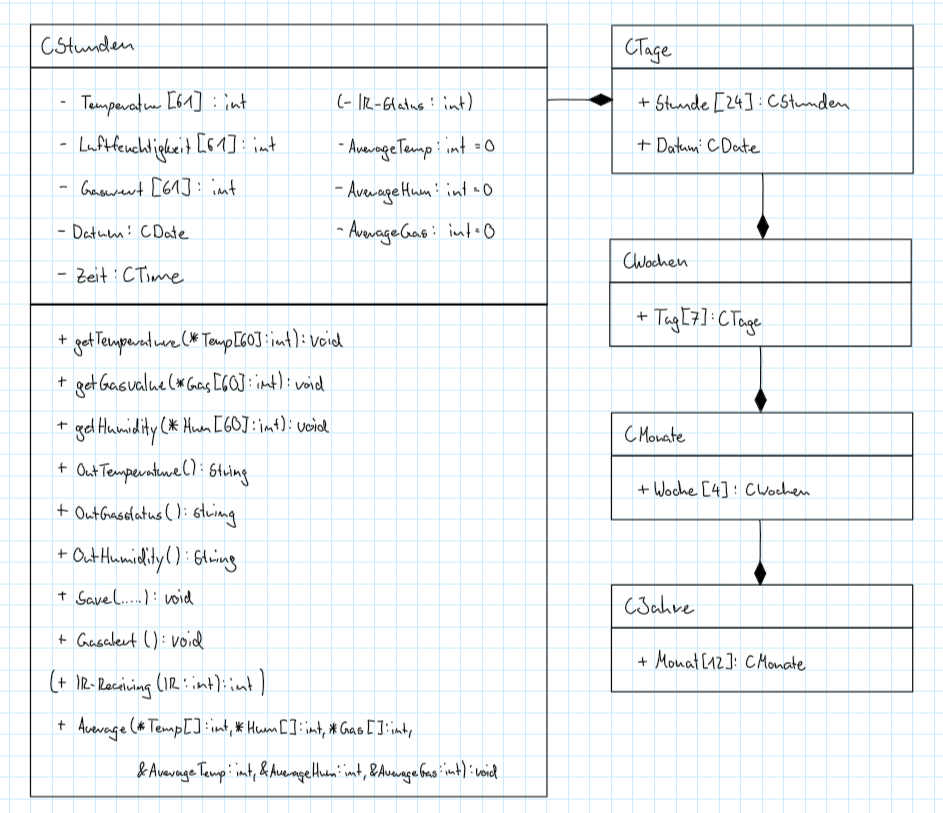 CStunden
- Temperatur [61] : int
(- IR-Status : int)
- Luftfeuchtigkeit [61] : int
- AverageTemp : int = 0
- Gaswert [61] : int
- AverageHum : int = 0
- Datum : CDate
- AverageGas : int = 0
- Zeit : CTime
+ getTemperature (* Temp[60] : int) : void
+ getGasvalue (* Gas [60] : int) : void
+ getHumidity (* Hum [60] : int) : void
+ OutTemperature() : String
+ OutGasstatus () : String
+ OutHumidity () : String
+ Save (.....) : void
+ Gasalert () : void
(+ IR-Receiving (IR : int) : int )
+ Average (* Temp[] : int, * Hum [] : int, * Gas [] : int,
& AverageTemp : int, & AverageHum : int, & AverageGas : int) : void
CTage
+ Stunde [24] : CStunden
+ Datum : CDate
CWochen
+ Tag [7] : CTage
CMonate
+ Woche [4] : CWochen
CJahre
+ Monat [12] : CMonate